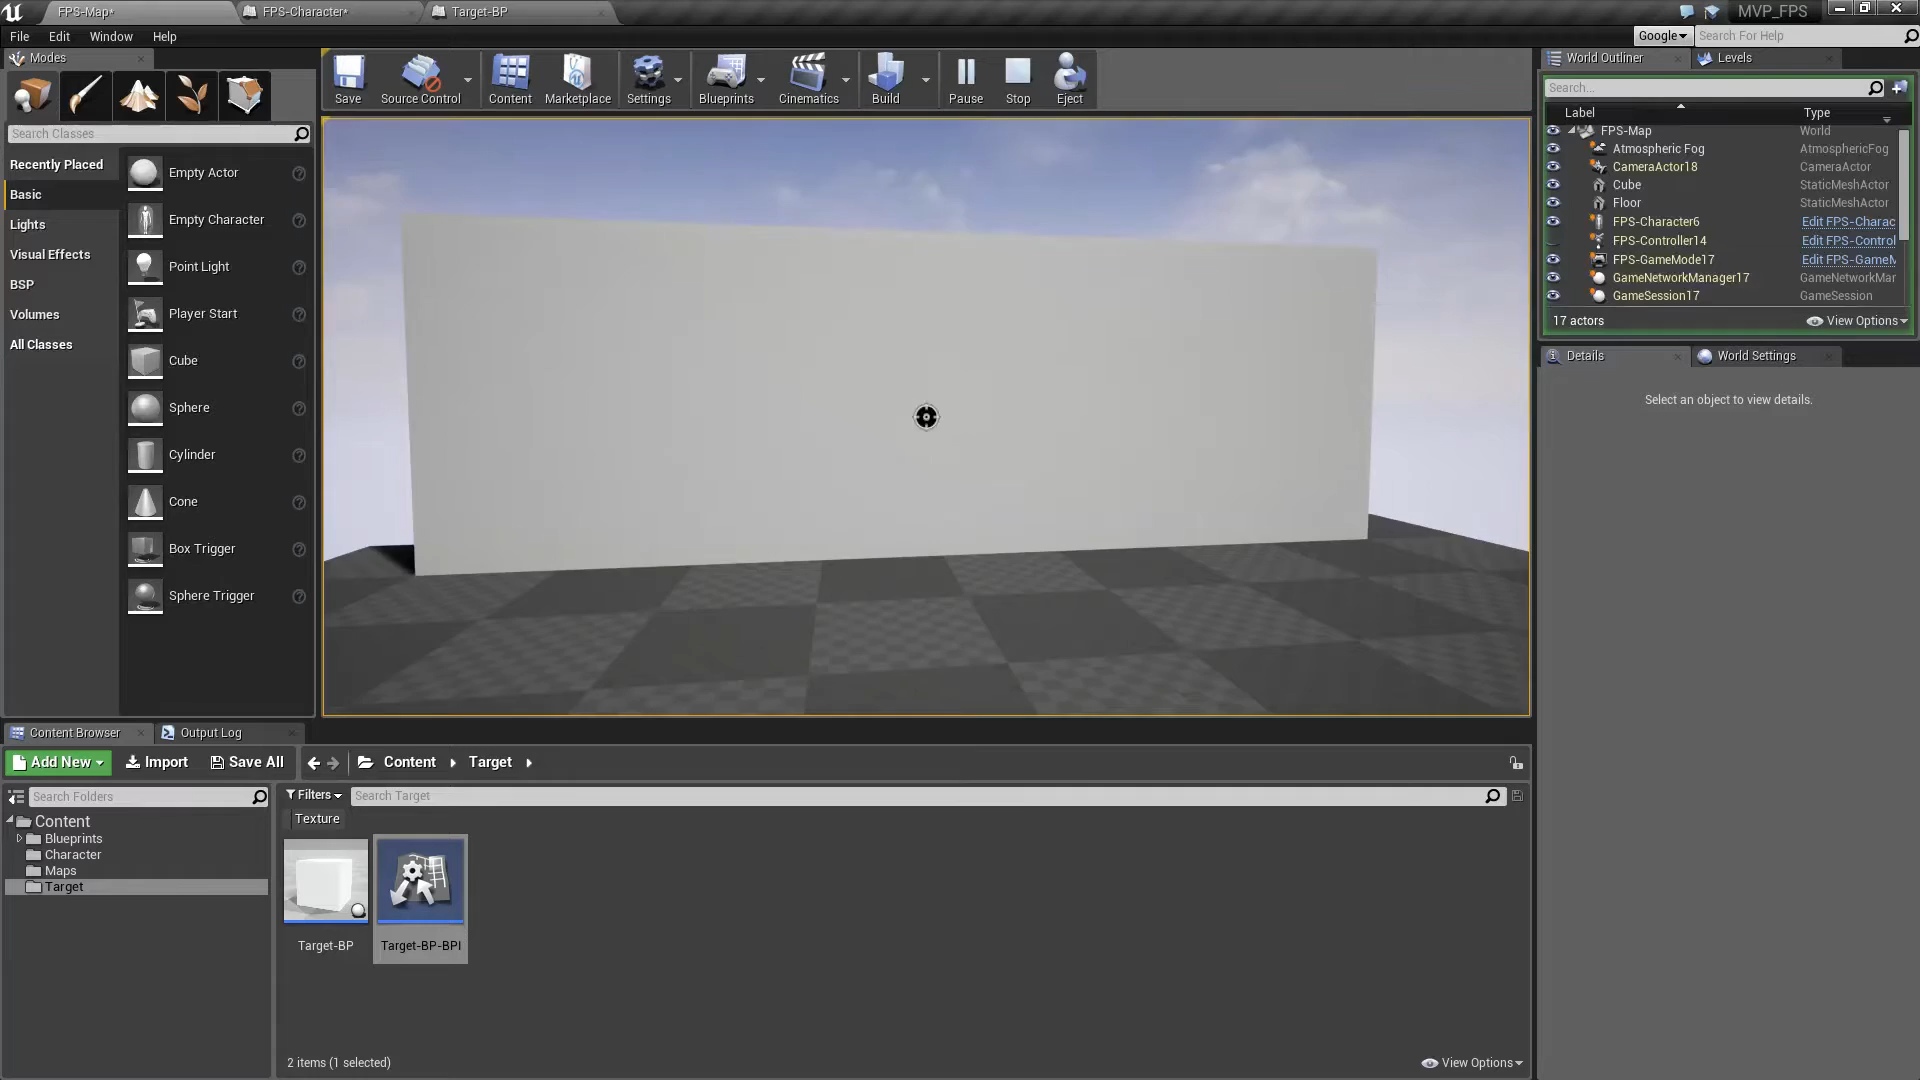 FPS-Map*
FPS-Character*
Target-BP
MVP_FPS
File Edit Window Help
Google
Search For Help
Modes
Search Classes
Recently Placed
Basic
Lights
Visual Effects
BSP
Volumes
All Classes
Empty Actor
Empty Character
Point Light
Player Start
Cube
Sphere
Cylinder
Cone
Box Trigger
Sphere Trigger
Save
Source Control
Content
Marketplace
Settings
Blueprints
Cinematics
Build
Pause
Stop
Eject
World Outliner
Levels
Search...
Label Type
FPS-Map World
Atmospheric Fog AtmosphericFog
CameraActor18 CameraActor
Cube StaticMeshActor
Floor StaticMeshActor
FPS-Character6 Edit FPS-Charac
FPS-Controller14 Edit FPS-Control
FPS-GameMode17 Edit FPS-GameM
GameNetworkManager17 GameNetworkMar
GameSession17 GameSession
17 actors
View Options
Details
World Settings
Select an object to view details.
Content Browser
Output Log
Add New
Import
Save All
Content
Target
Search Folders
Content
Blueprints
Character
Maps
Target
Filters
Search Target
Texture
Target-BP
Target-BP-BPI
2 items (1 selected)
View Options